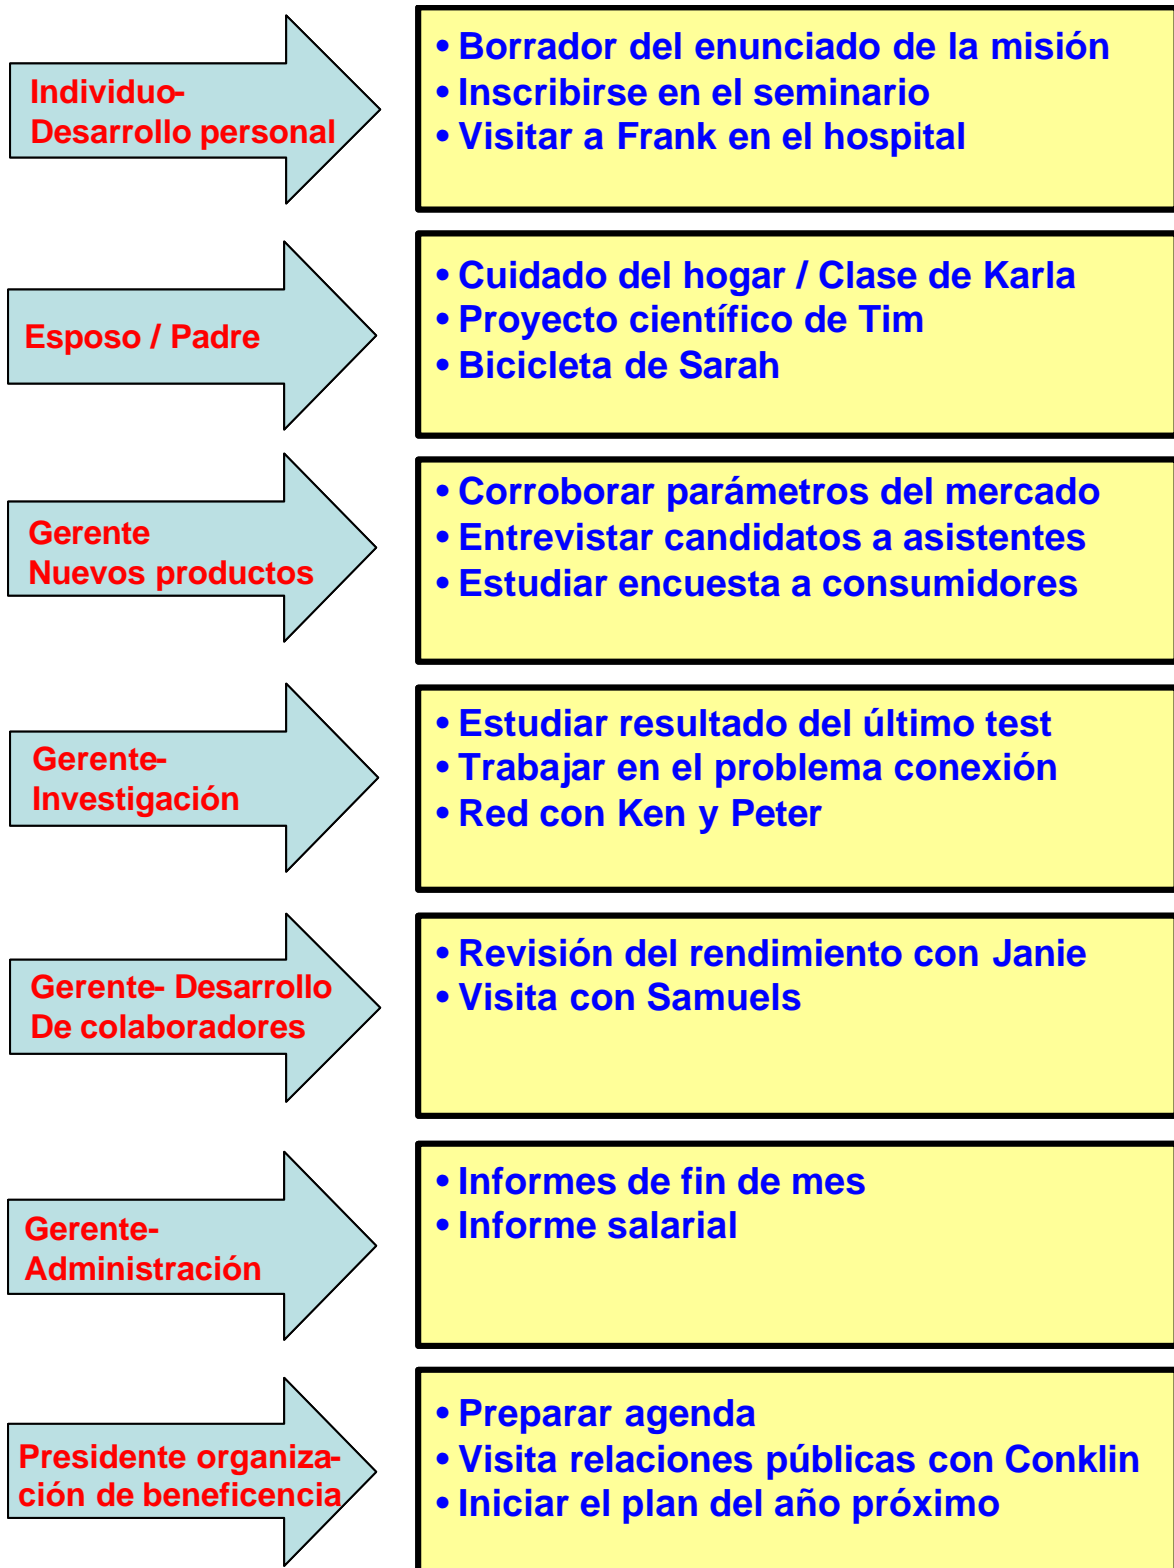 Individuo-
Desarrollo personal
• Borrador del enunciado de la misión
• Inscribirse en el seminario
• Visitar a Frank en el hospital
Esposo / Padre
• Cuidado del hogar / Clase de Karla
• Proyecto científico de Tim
• Bicicleta de Sarah
Gerente
Nuevos productos
• Corroborar parámetros del mercado
• Entrevistar candidatos a asistentes
• Estudiar encuesta a consumidores
Gerente-
Investigación
• Estudiar resultado del último test
• Trabajar en el problema conexión
• Red con Ken y Peter
Gerente- Desarrollo
De colaboradores
• Revisión del rendimiento con Janie
• Visita con Samuels
Gerente-
Administración
• Informes de fin de mes
• Informe salarial
Presidente organiza-
ción de beneficencia
• Preparar agenda
• Visita relaciones públicas con Conklin
• Iniciar el plan del año próximo